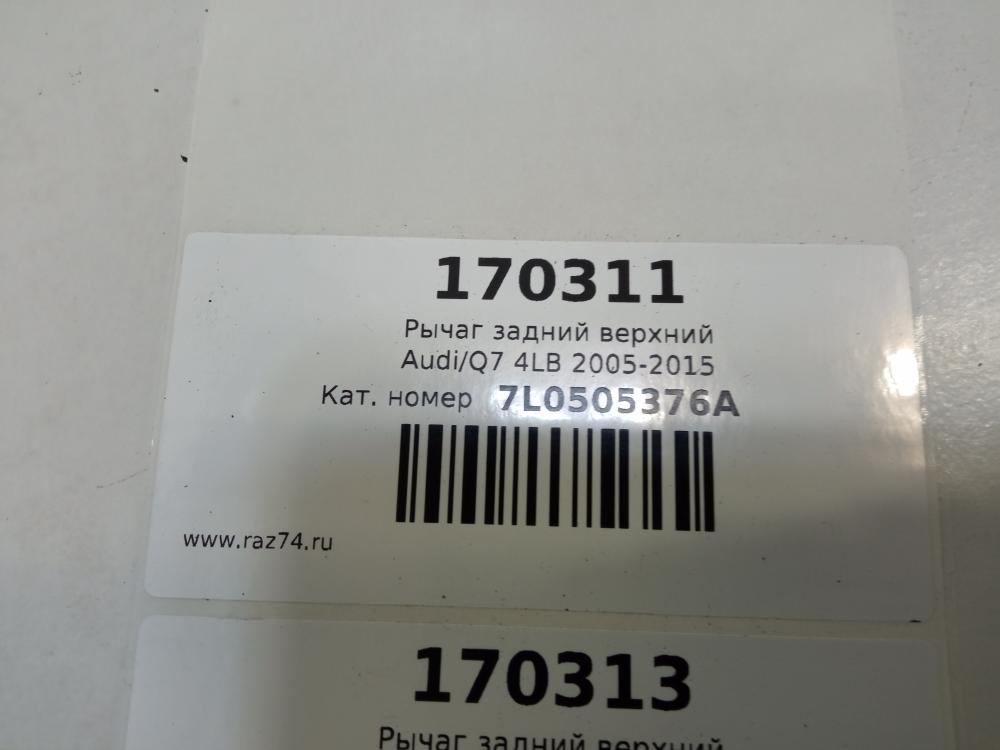 170311
Рычаг задний верхний
Audi/Q7 4LB 2005-2015
Кат. номер 7L0505376A
www.raz74.ru
170313
Рычаг задний верхний